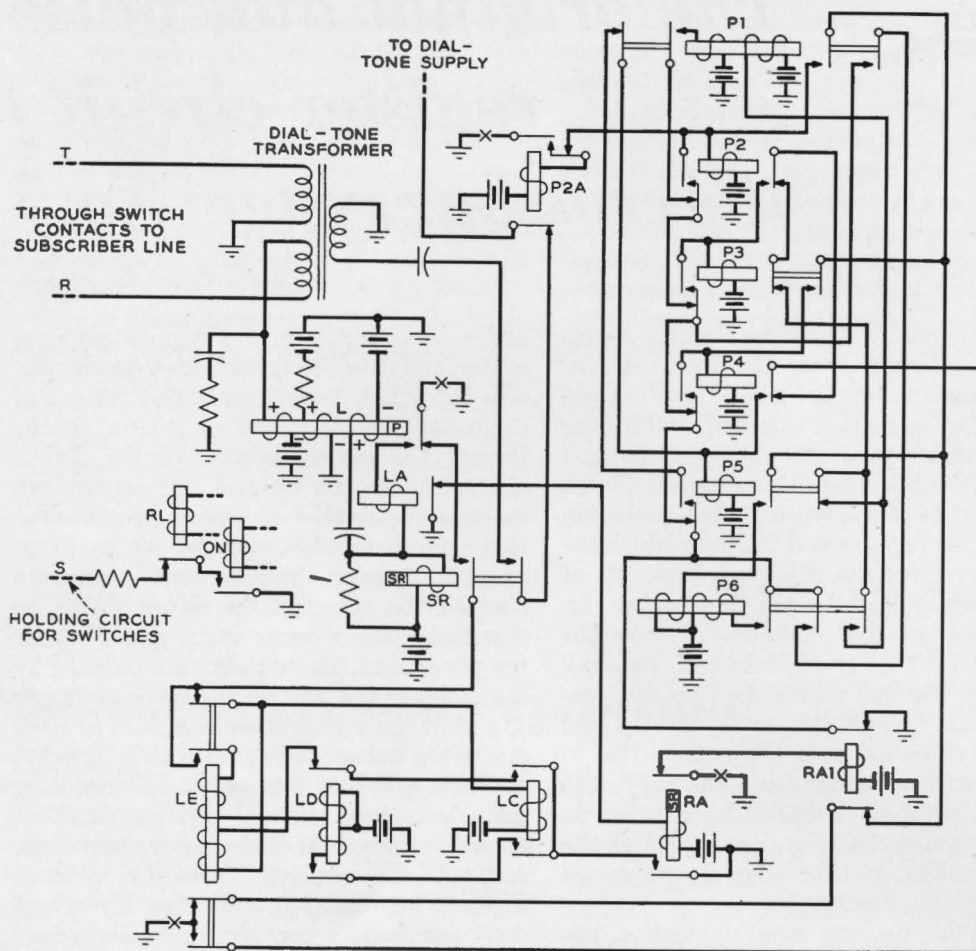 P1
TO DIAL-
TONE SUPPLY
DIAL-TONE
TRANSFORMER
T
P2
P2A
THROUGH SWITCH
CONTACTS TO
SUBSCRIBER LINE
P3
R
P4
+ + L -
P
- +
P5
LA
RL
ON
S
SR
SR
P6
HOLDING CIRCUIT
FOR SWITCHES
RA1
LE
LD
LC
SR
RA